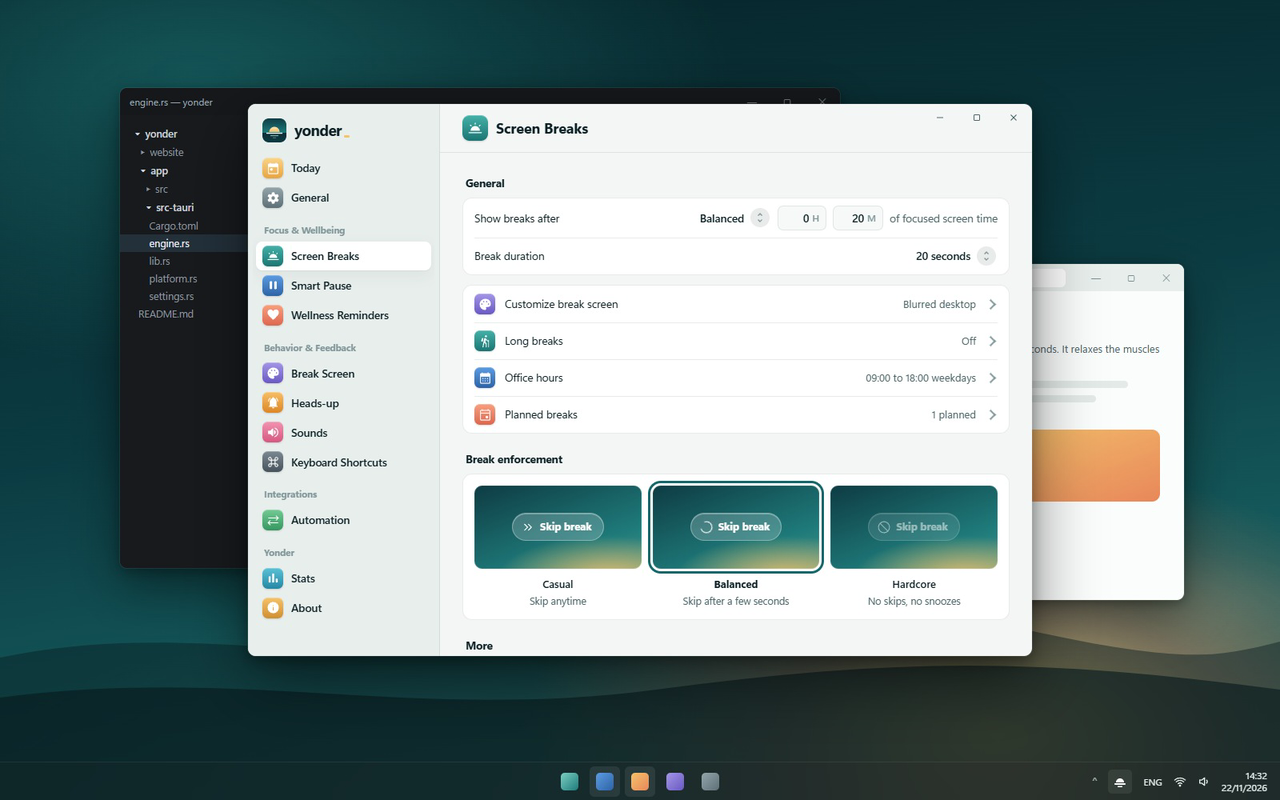 engine.rs — yonder
yonder
website
app
src
src-tauri
Cargo.toml
engine.rs
lib.rs
platform.rs
settings.rs
README.md
yonder_
Today
General
Focus & Wellbeing
Screen Breaks
Smart Pause
Wellness Reminders
Behavior & Feedback
Break Screen
Heads-up
Sounds
Keyboard Shortcuts
Integrations
Automation
Yonder
Stats
About
Screen Breaks
General
Show breaks after Balanced 0 H 20 M of focused screen time
Break duration 20 seconds
Customize break screen Blurred desktop
Long breaks Off
Office hours 09:00 to 18:00 weekdays
Planned breaks 1 planned
Break enforcement
Skip break Skip break Skip break
Casual Balanced Hardcore
Skip anytime Skip after a few seconds No skips, no snoozes
More
conds. It relaxes the muscles
ENG
14:32
22/11/2026